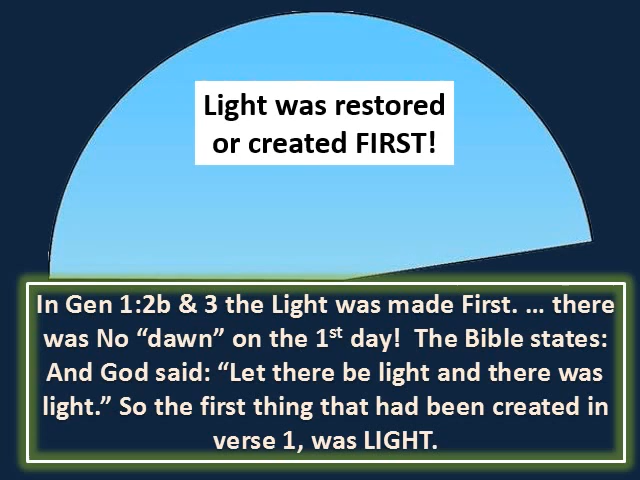 Light was restored
or created FIRST!
In Gen 1:2b & 3 the Light was made First. ... there
was No “dawn” on the 1st day!  The Bible states:
And God said: “Let there be light and there was
light.” So the first thing that had been created in
verse 1, was LIGHT.